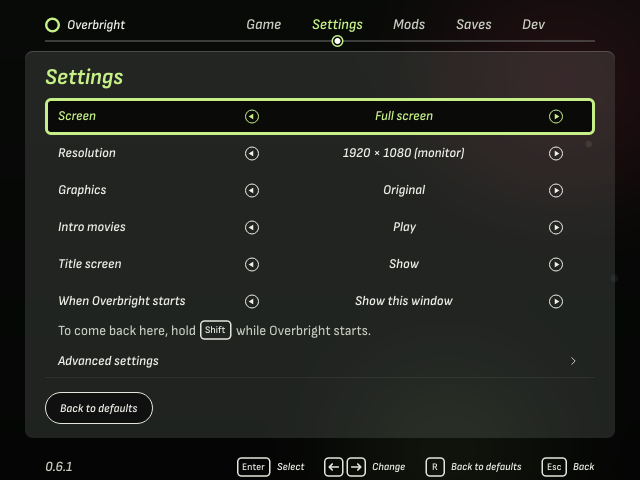 Overbright Game Settings Mods Saves Dev
Settings
Screen Full screen
Resolution 1920 × 1080 (monitor)
Graphics Original
Intro movies Play
Title screen Show
When Overbright starts Show this window
To come back here, hold Shift while Overbright starts.
Advanced settings
Back to defaults
0.6.1 Enter Select ← → Change R Back to defaults Esc Back